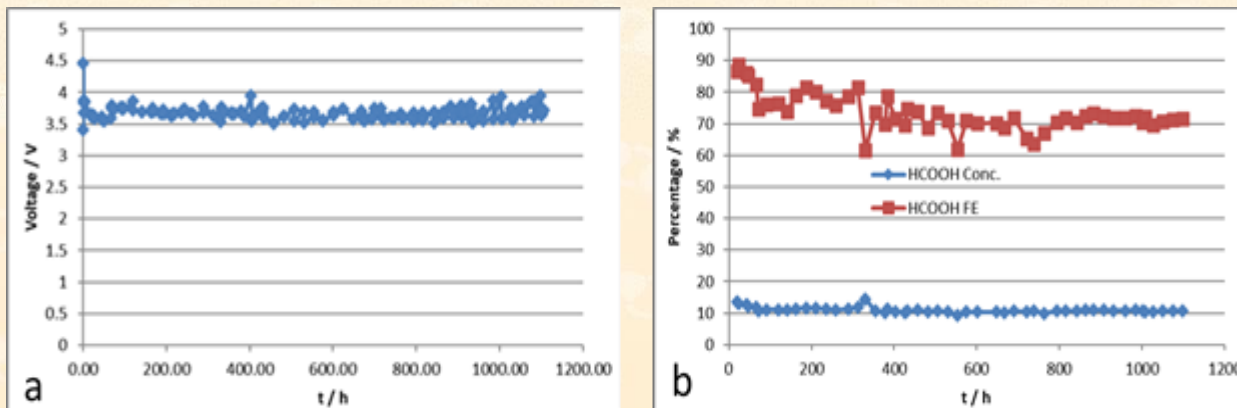 Voltage / V
5
4.5
4
3.5
3
2.5
2
1.5
1
0.5
0
0.00 200.00 400.00 600.00 800.00 1000.00 1200.00
t / h
a
Percentage / %
100
90
80
70
60
50
40
30
20
10
0
HCOOH Conc.
HCOOH FE
0 200 400 600 800 1000 1200
t / h
b